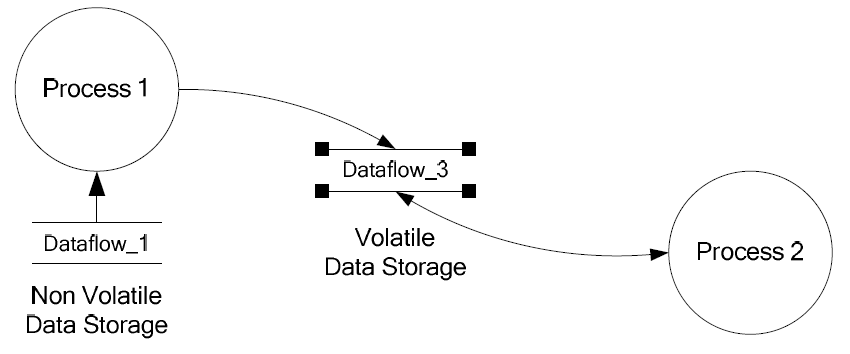 Process 1
Dataflow_3
Dataflow_1
Volatile
Data Storage
Process 2
Non Volatile
Data Storage